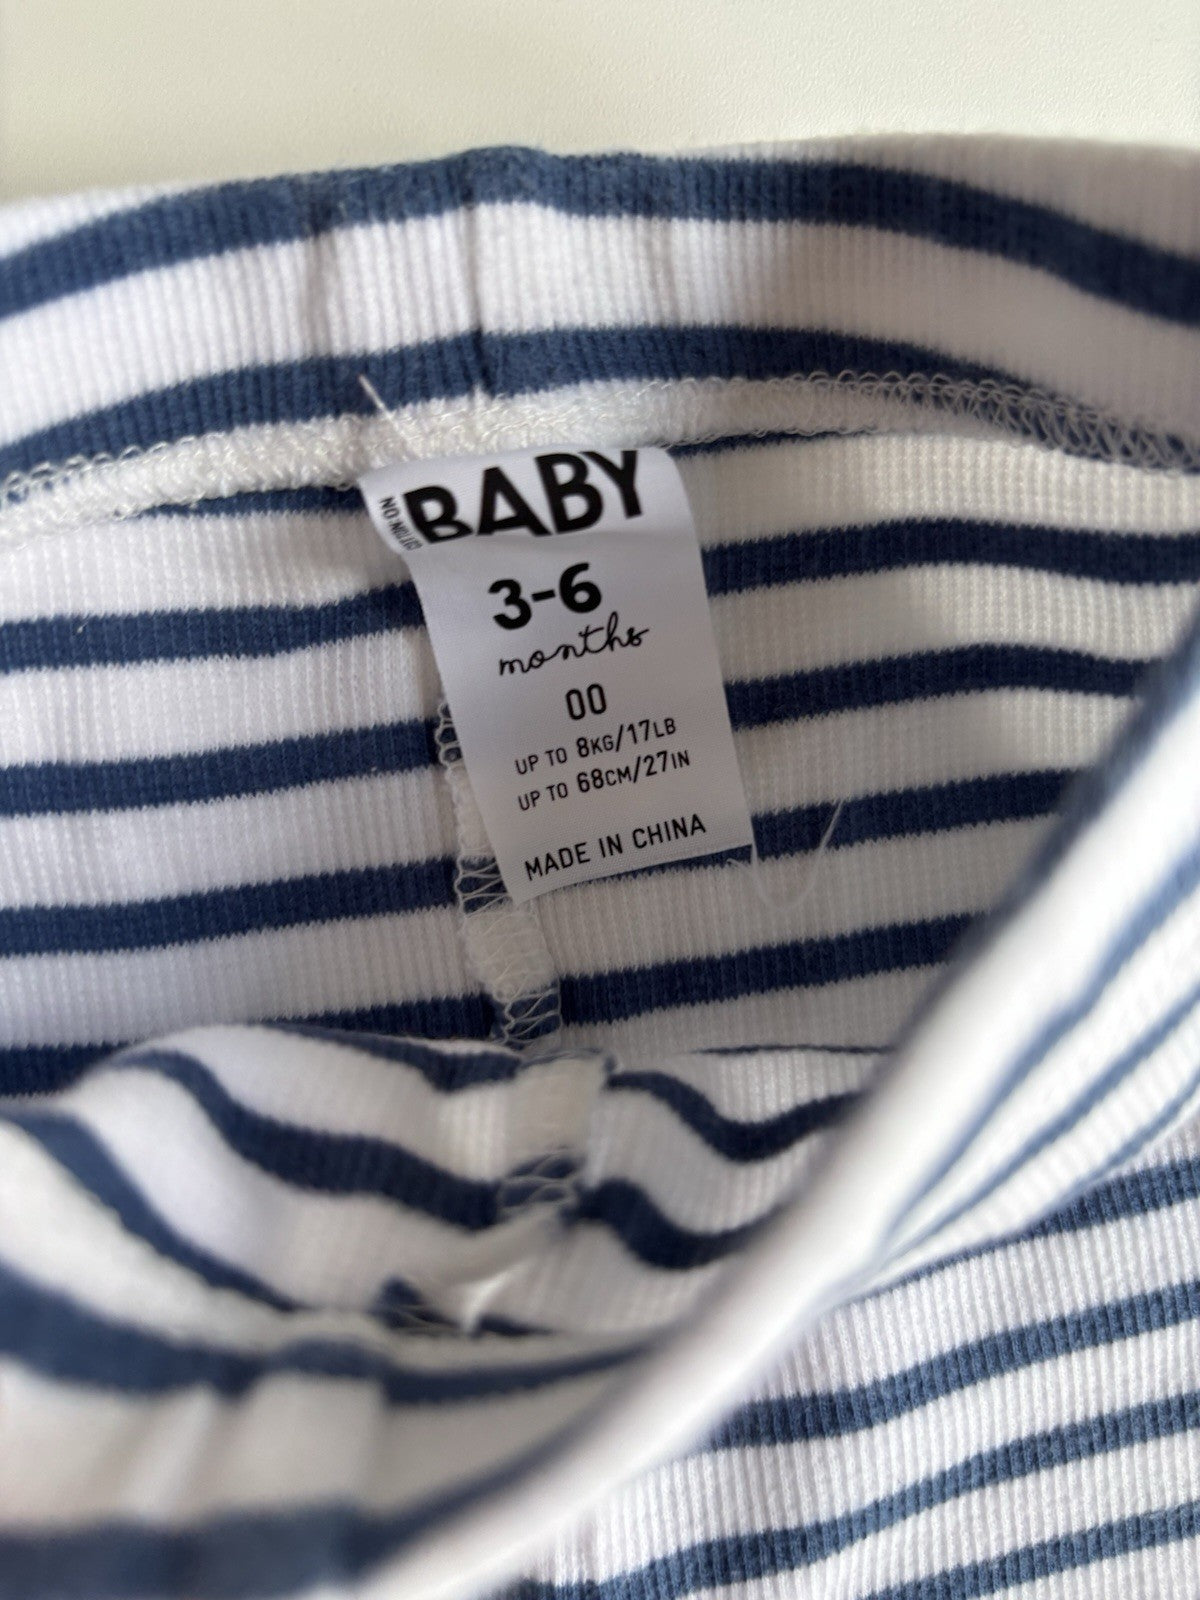 BABY
3-6
months
00
UP TO 8KG/17LB
UP TO 68CM/27IN
MADE IN CHINA